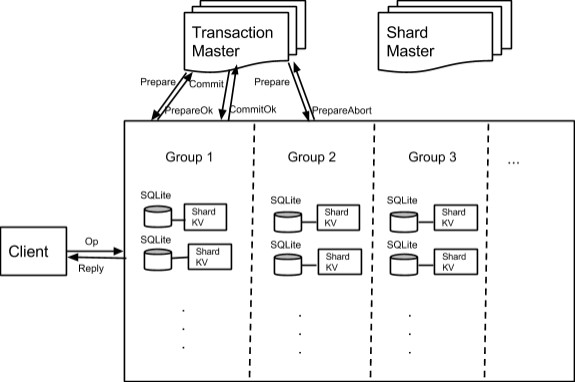 Transaction
Master
Shard
Master
Prepare
Commit
Prepare
PrepareOk
CommitOk
PrepareAbort
Group 1
Group 2
Group 3
...
SQLite
Shard
KV
SQLite
Shard
KV
SQLite
Shard
KV
SQLite
Shard
KV
SQLite
Shard
KV
SQLite
Shard
KV
Client
Op
Reply